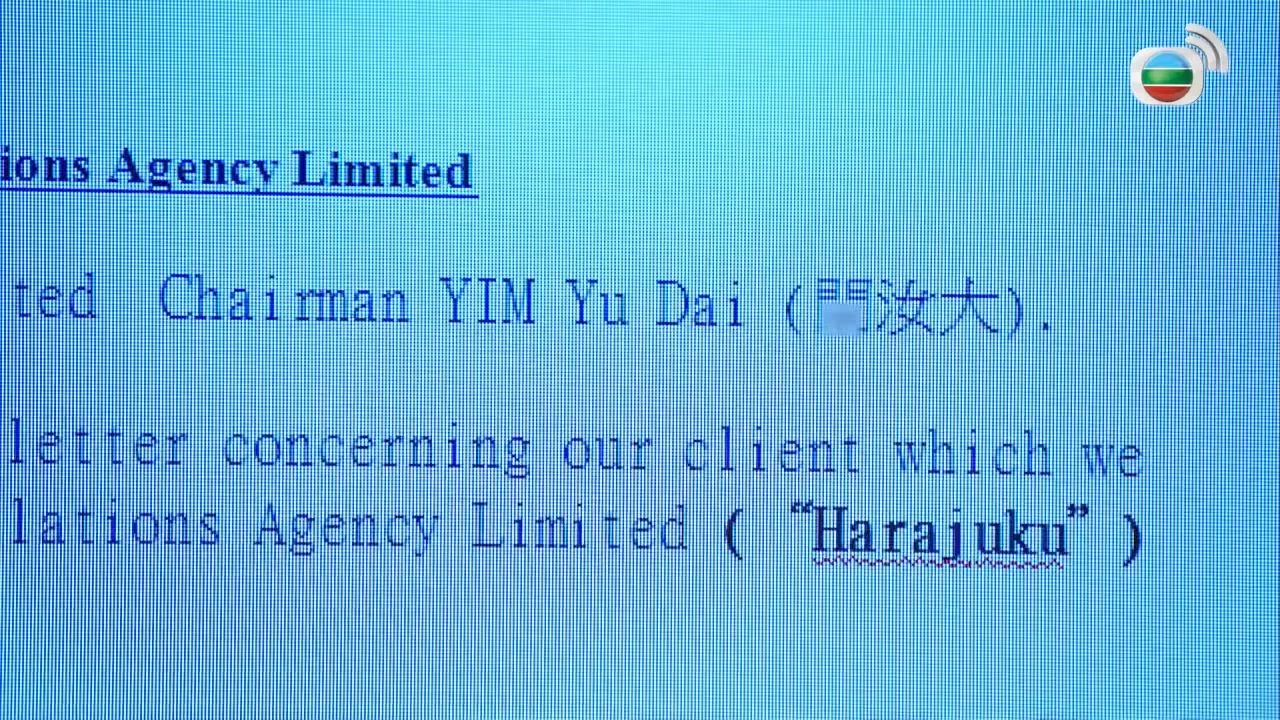 ions Agency Limited
ted Chairman YIM Yu Dai (汝大).
letter concerning our client which we
lations Agency Limited ( “Harajuku” )